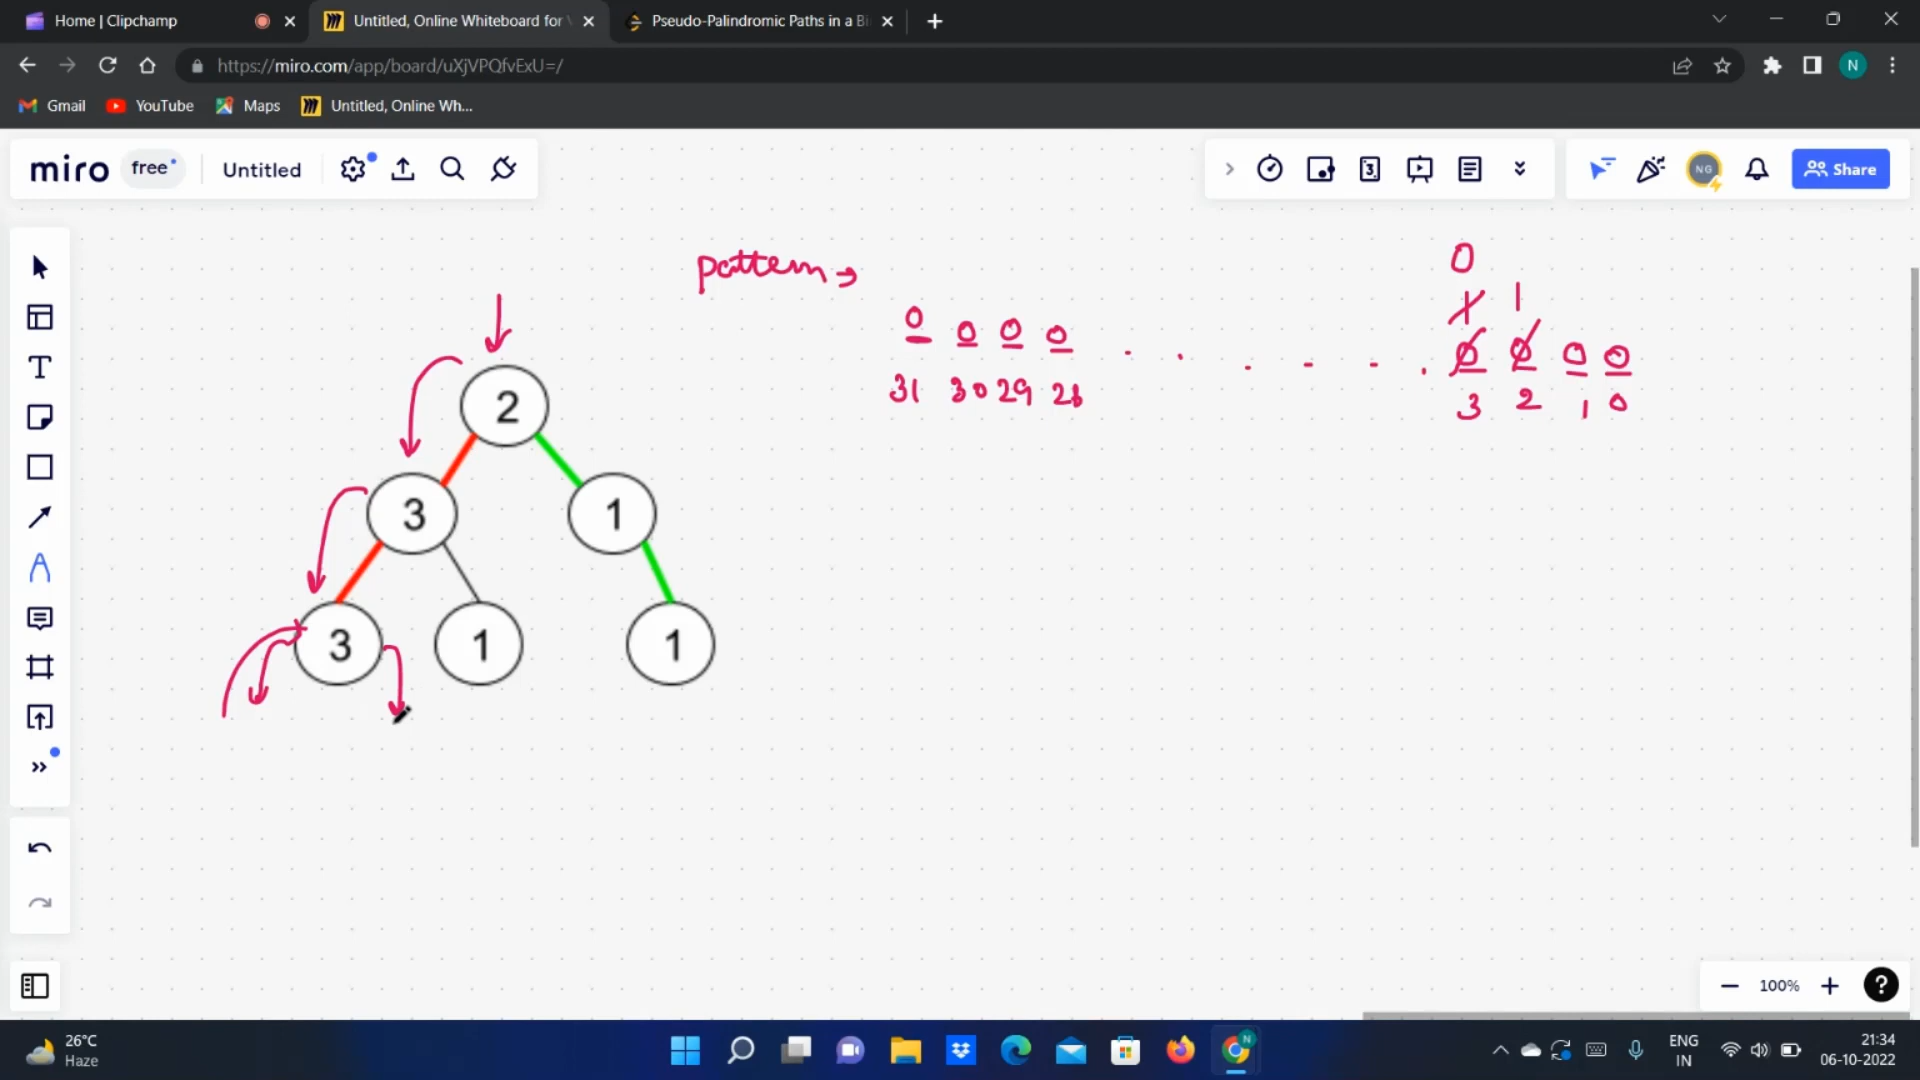 Home | Clipchamp
Untitled, Online Whiteboard for V
Pseudo-Palindromic Paths in a Bi
https://miro.com/app/board/uXjVPQfvExU=/
N
Gmail
YouTube
Maps
Untitled, Online Wh...
miro
free
Untitled
3
NG
Share
pattern →
0
1 1
0 0 0 0 . . . . . . 0 0 0 0
31 30 29 28 3 2 1 0
2
3 1
3 1 1
100%
?
26°C
Haze
N
ENG
IN
21:34
06-10-2022